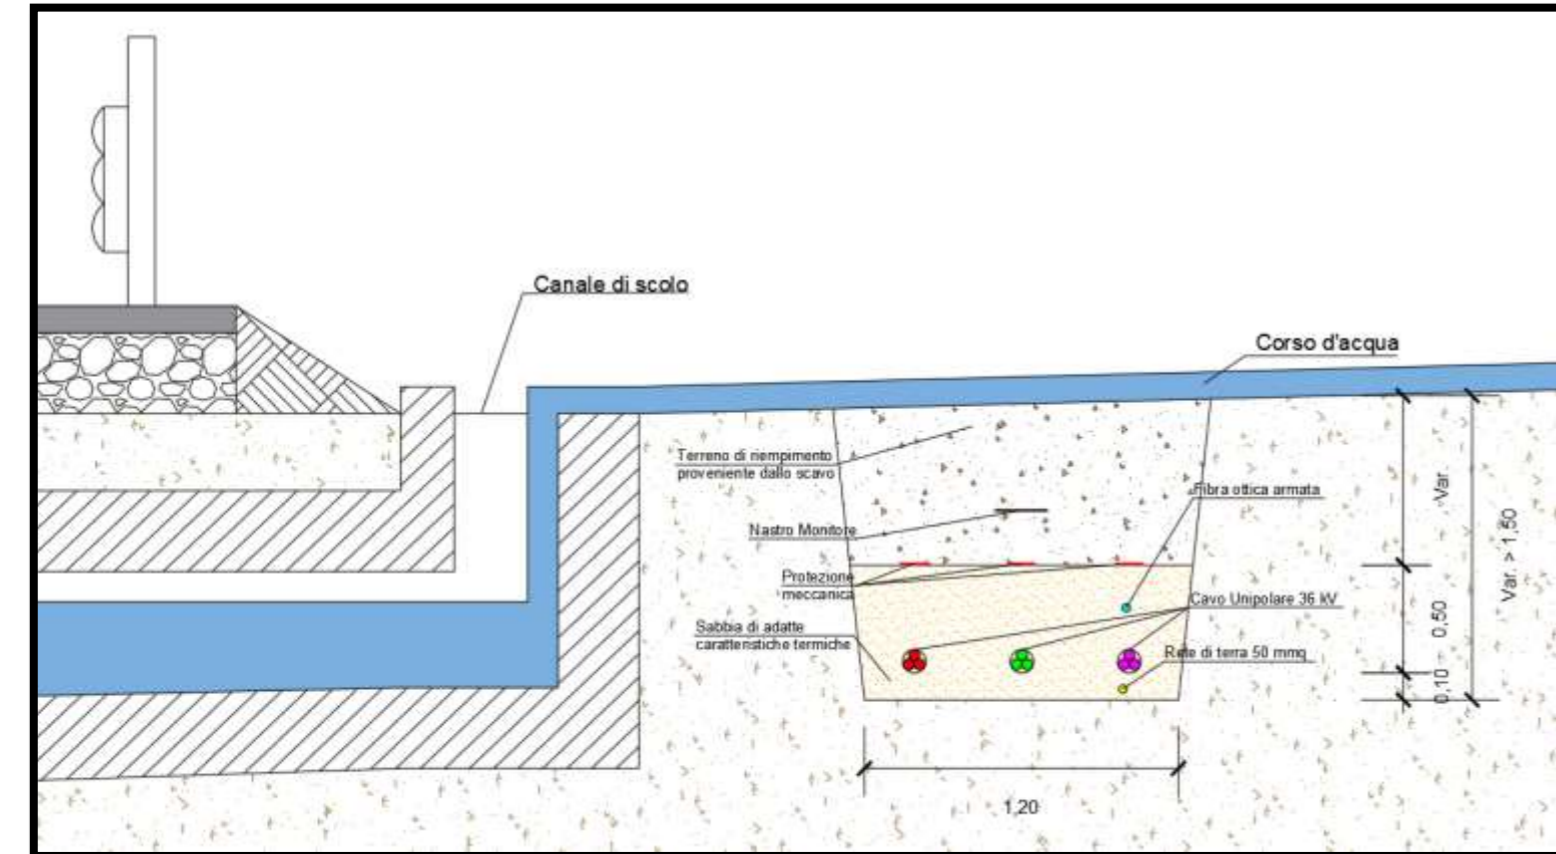 Canale di scolo
Corso d'acqua
Terreno di riempimento
proveniente dallo scavo
Fibra ottica armata
Nastro Monitore
Protezione
meccanica
Cavo Unipolare 36 kV
Sabbia di adatte
caratteristiche termiche
Rete di terra 50 mmq
Var
Var. > 1,50
0,50
0,10
1,20